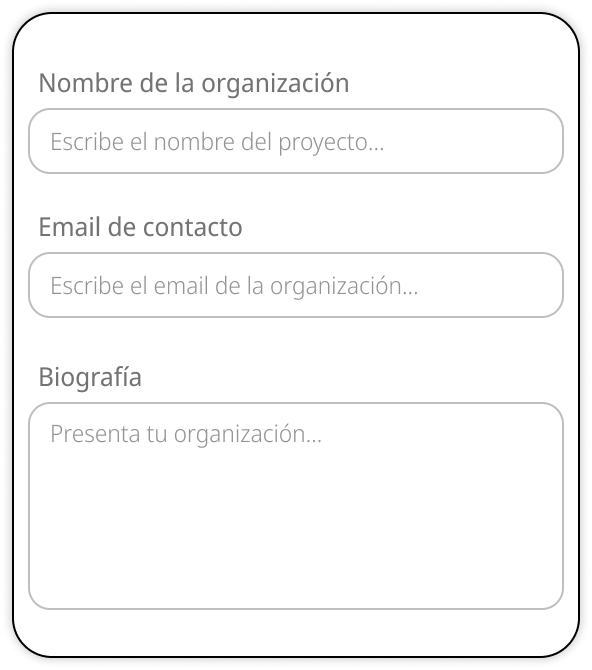 Nombre de la organización
Escribe el nombre del proyecto...
Email de contacto
Escribe el email de la organización...
Biografía
Presenta tu organización...